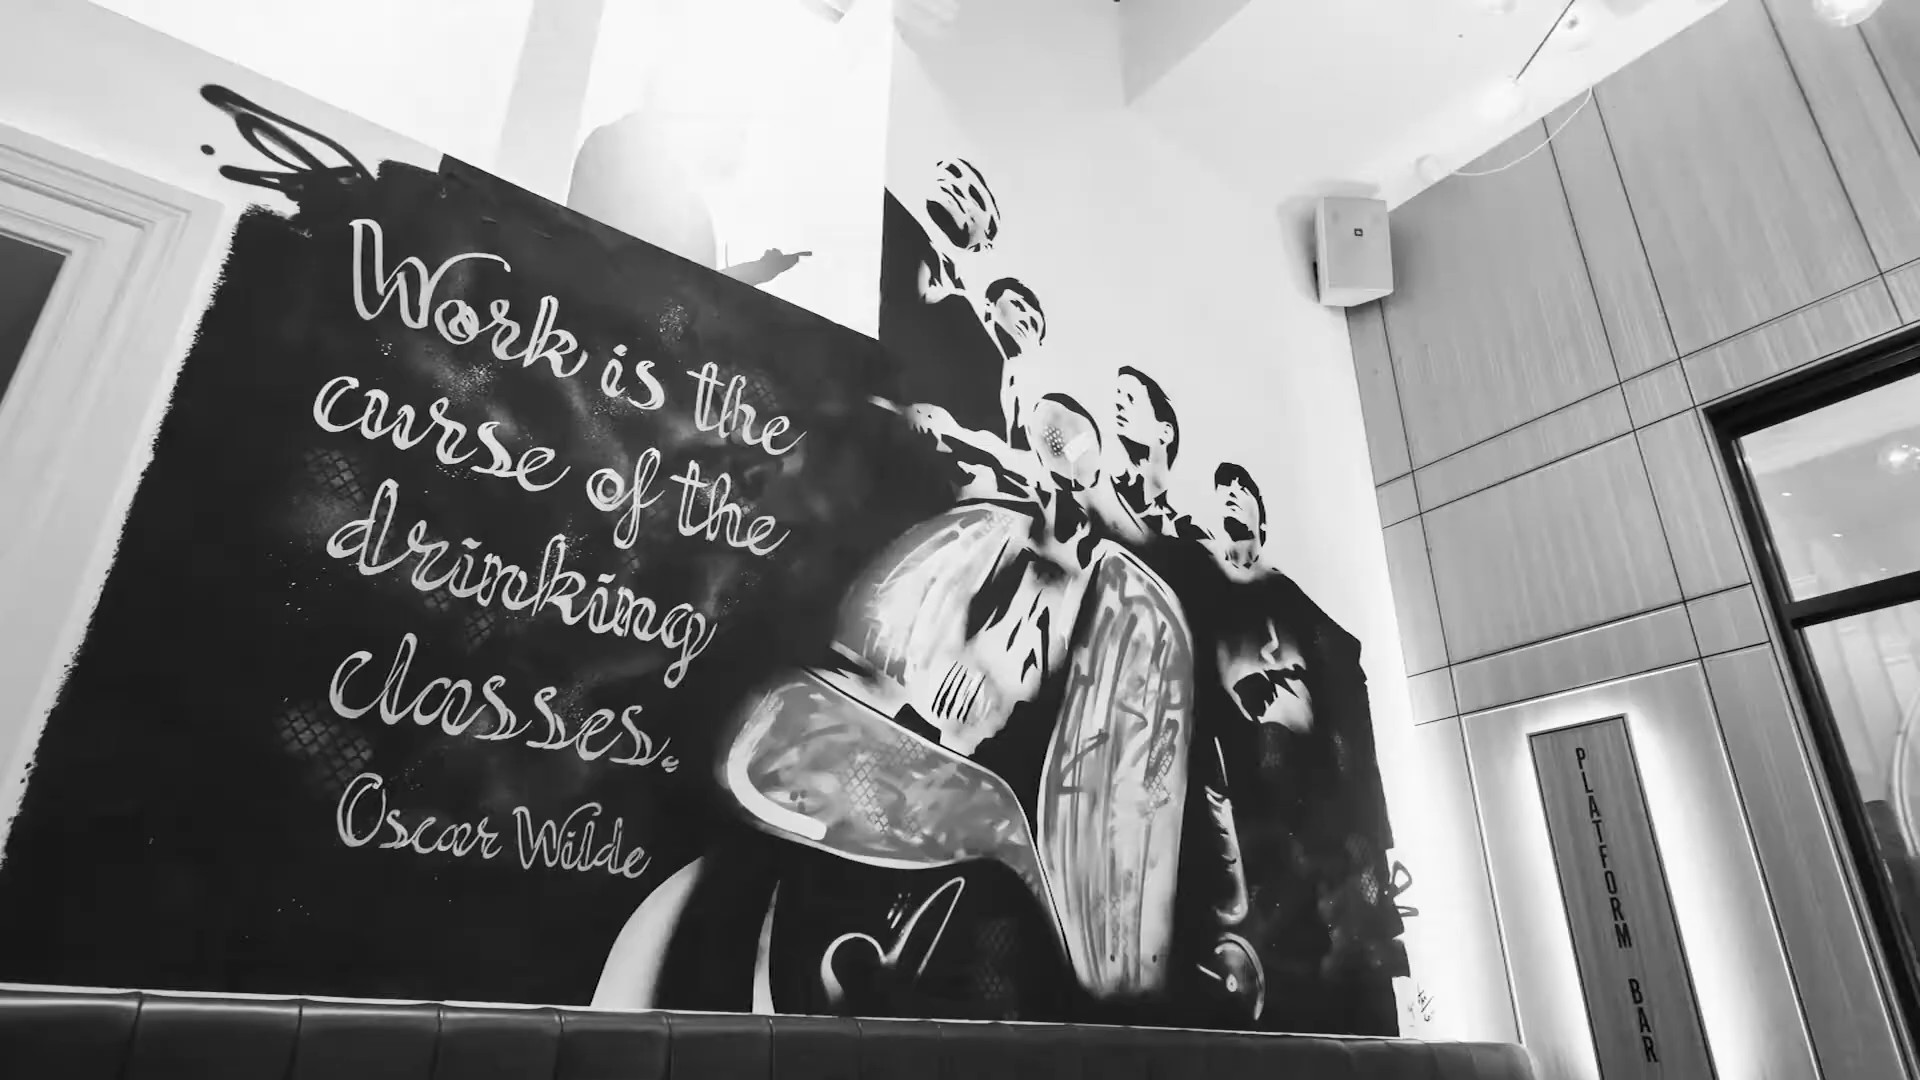 Work is the
curse of the
drinking
classes.
Oscar Wilde
PLATFORM BAR